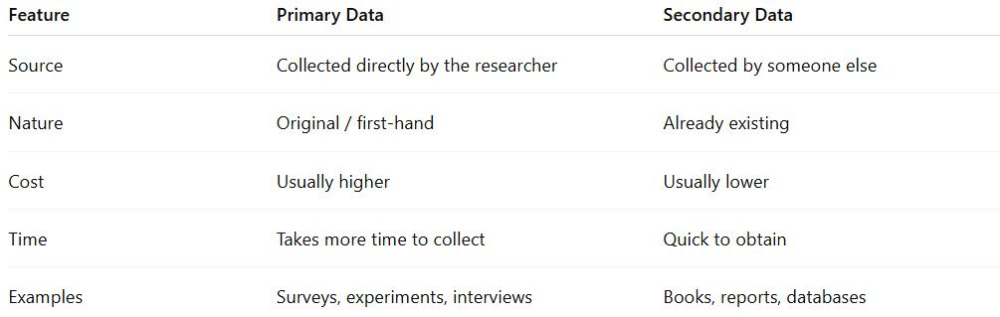 Feature Primary Data Secondary Data
Source Collected directly by the researcher Collected by someone else
Nature Original / first-hand Already existing
Cost Usually higher Usually lower
Time Takes more time to collect Quick to obtain
Examples Surveys, experiments, interviews Books, reports, databases